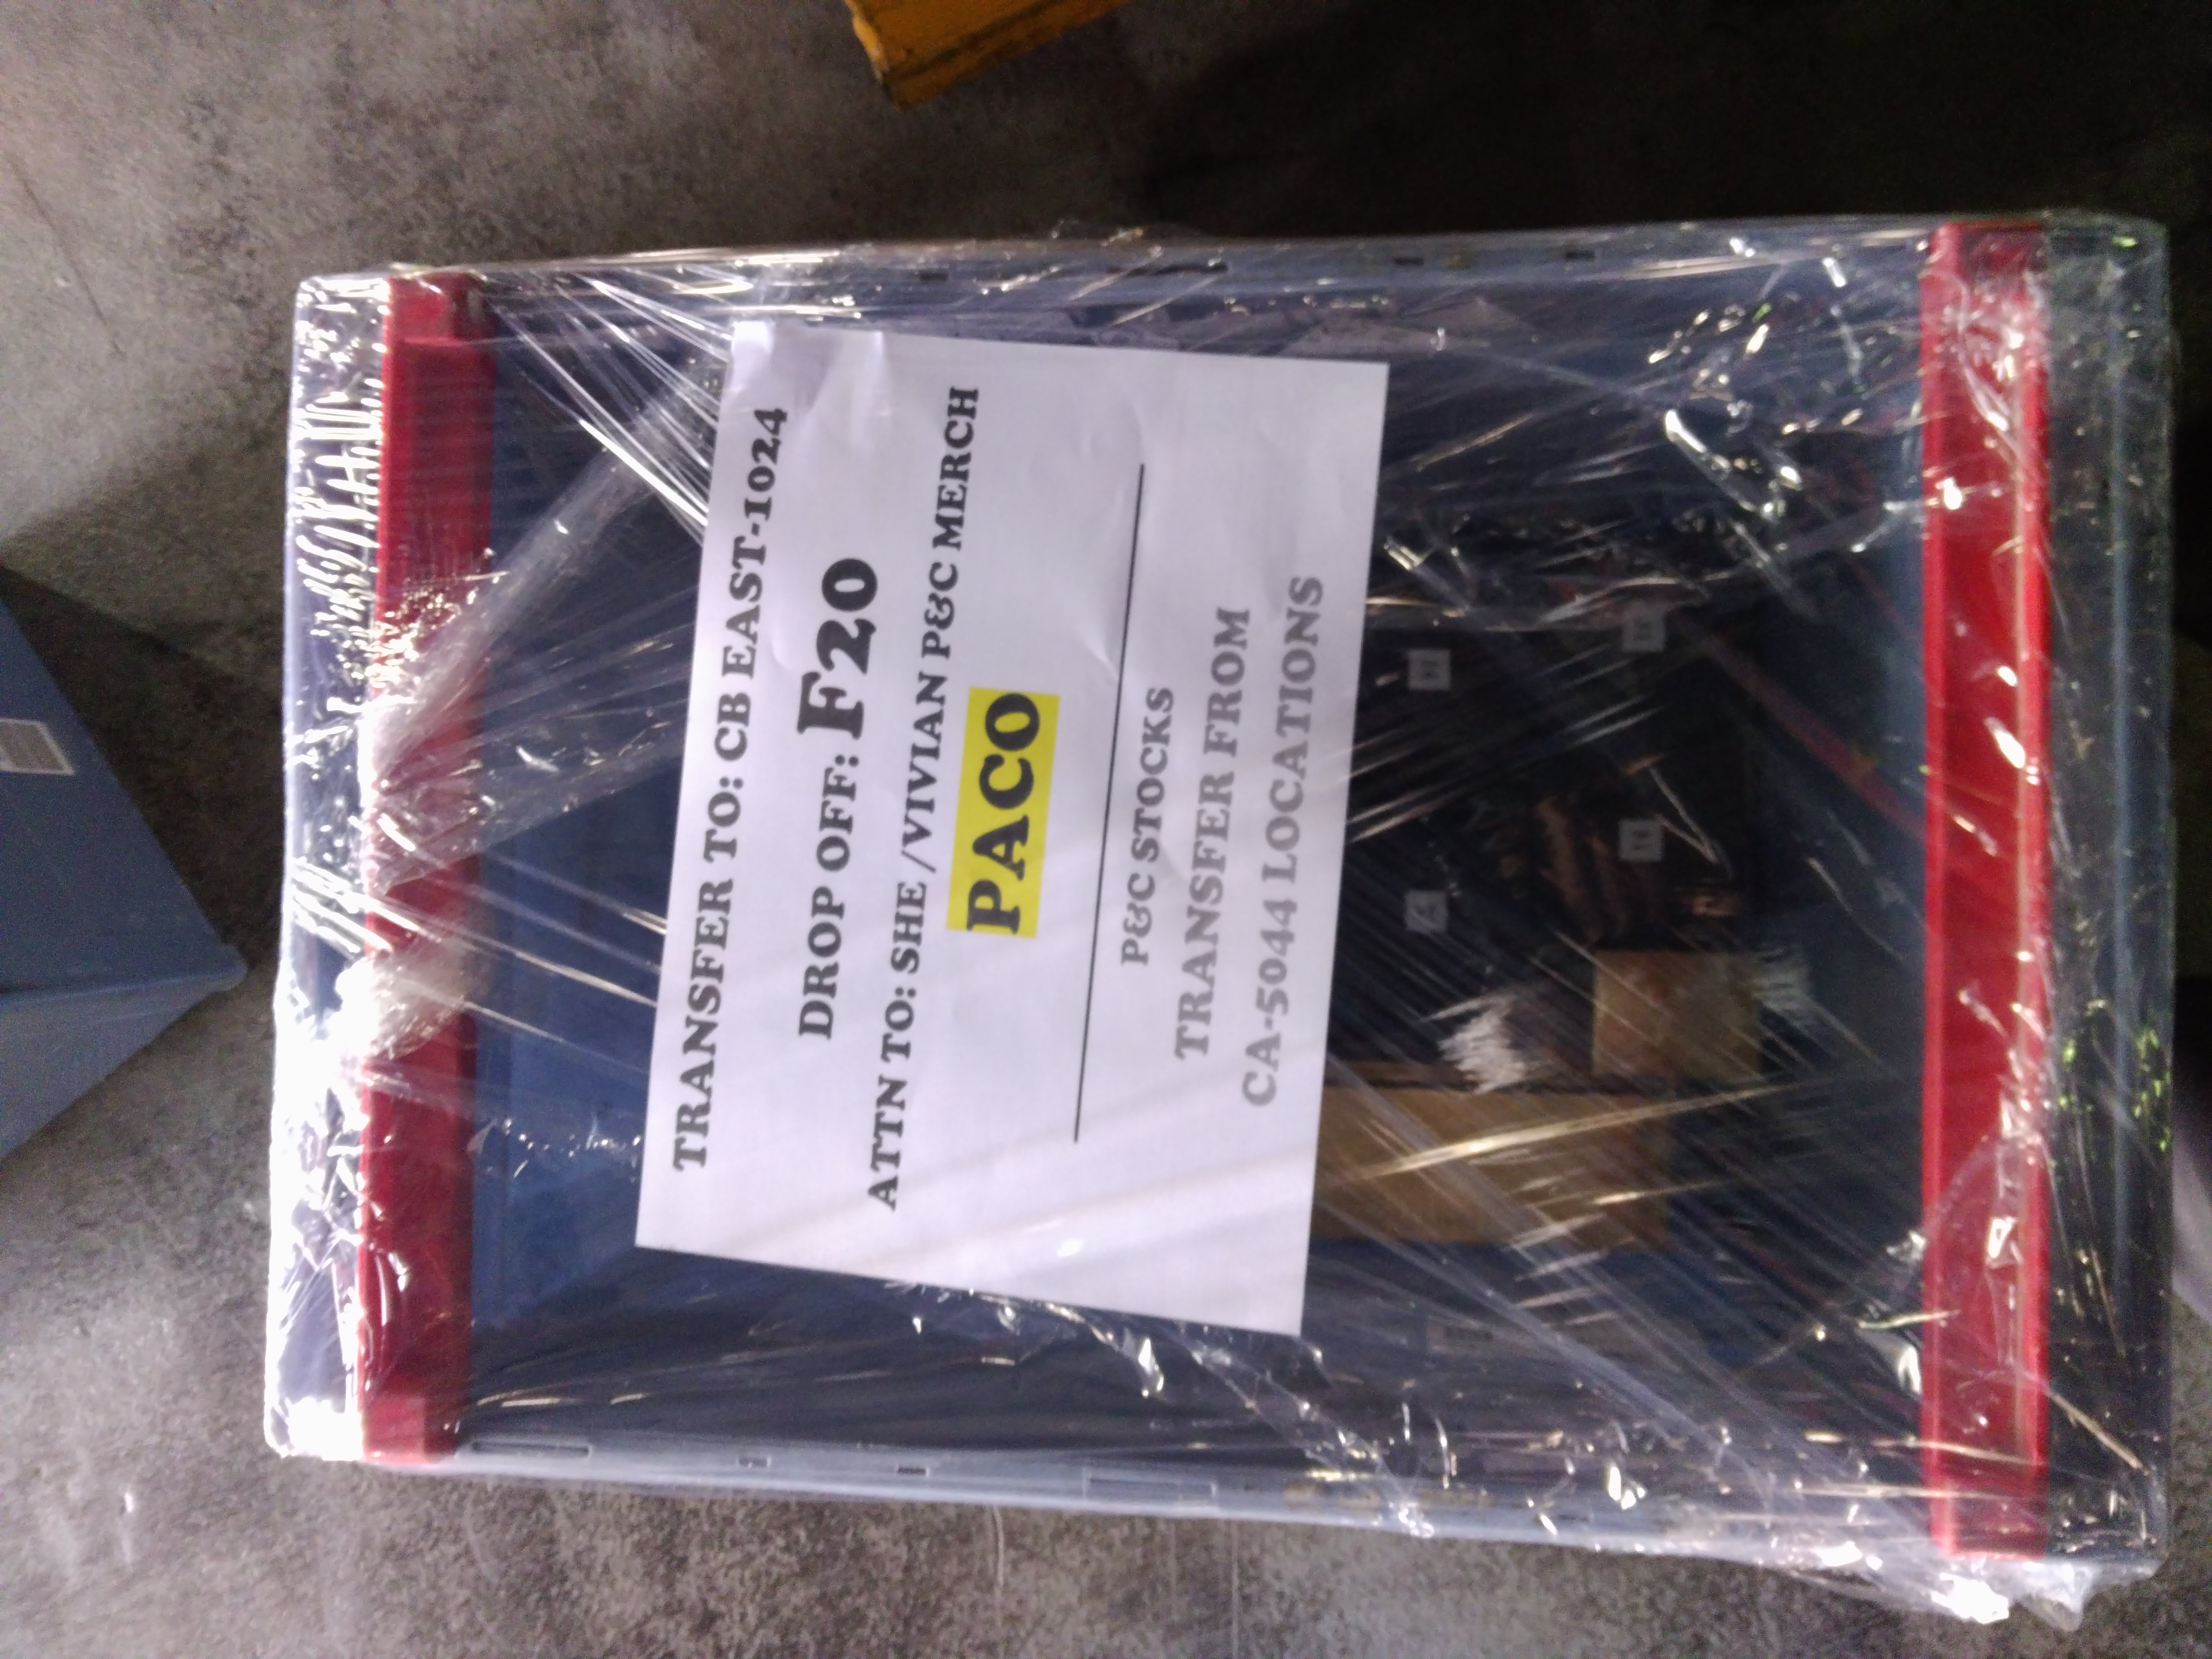 TRANSFER TO: CB EAST-1024
DROP OFF: F20
ATTN TO: SHE /VIVIAN P&C MERCH
PACO
P&C STOCKS
TRANSFER FROM
CA-5044 LOCATIONS